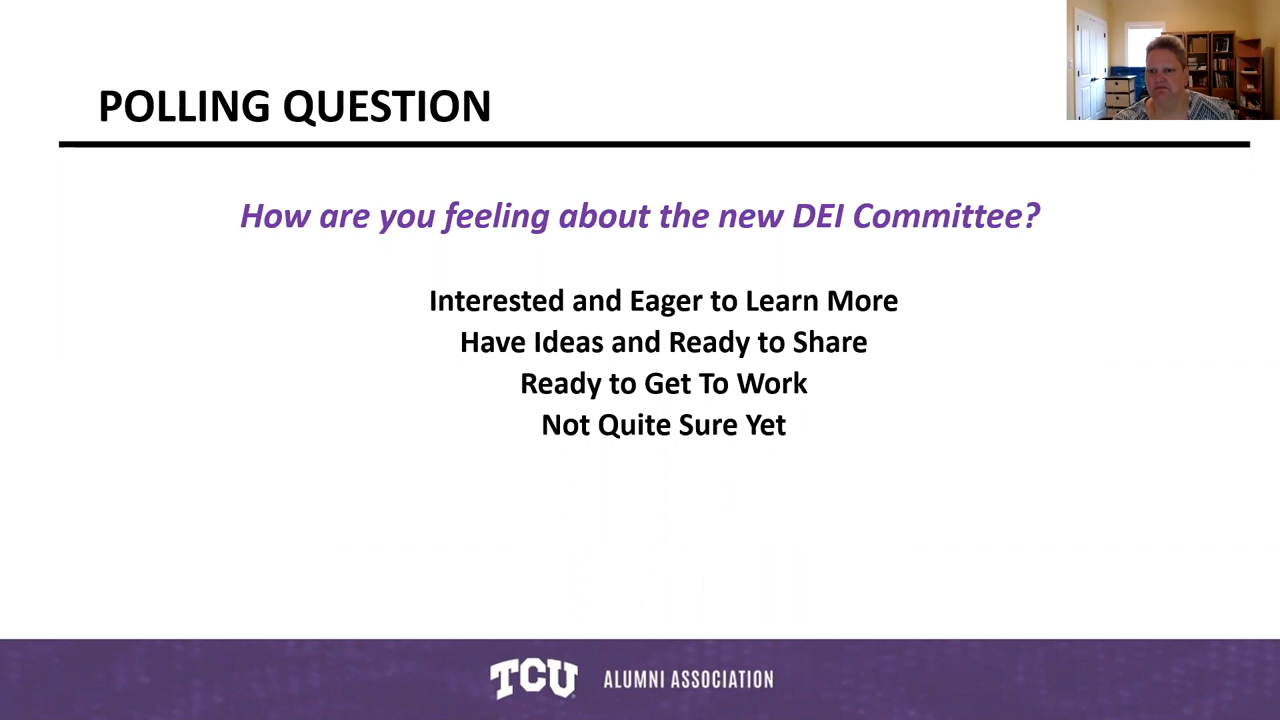 POLLING QUESTION
How are you feeling about the new DEI Committee?
Interested and Eager to Learn More
Have Ideas and Ready to Share
Ready to Get To Work
Not Quite Sure Yet
TCU ALUMNI ASSOCIATION